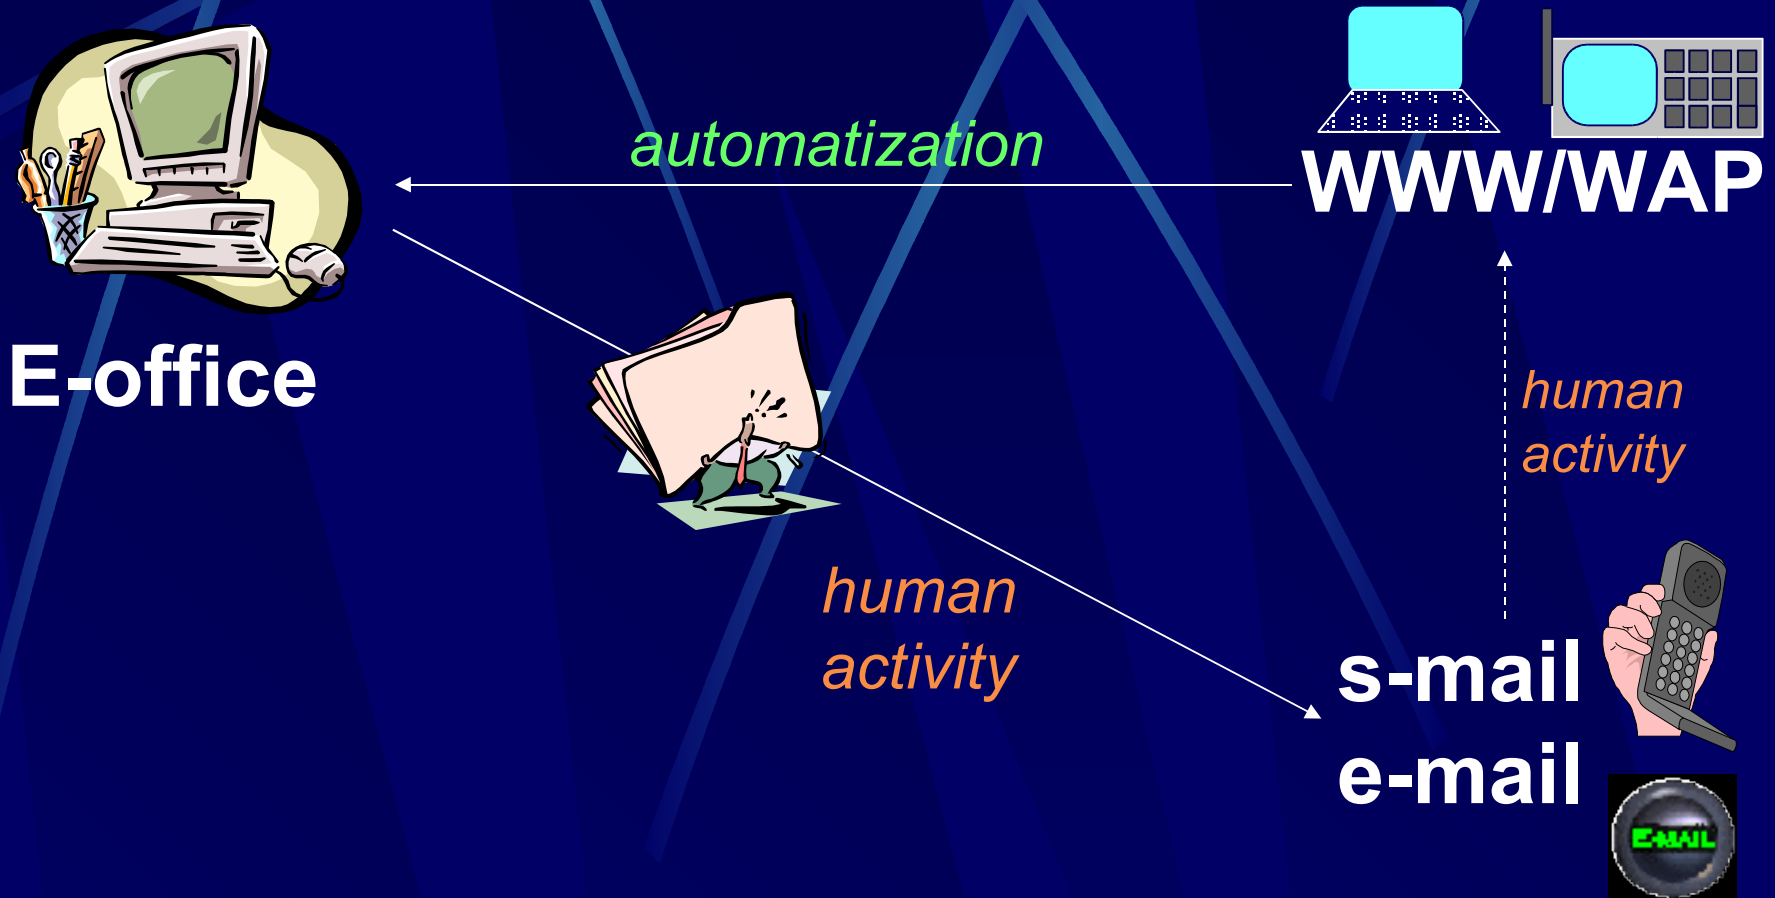 automatization
WWW/WAP
E-office
human
activity
human
activity
s-mail
e-mail
E-MAIL